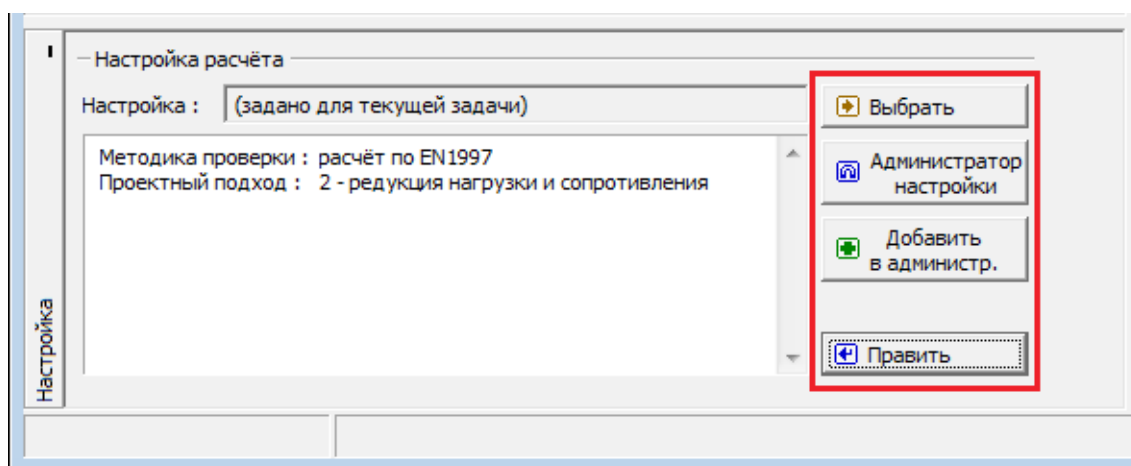 Настройка расчёта
Настройка : (задано для текущей задачи)
Методика проверки : расчёт по EN1997
Проектный подход : 2 - редукция нагрузки и сопротивления
Выбрать
Администратор
настройки
Добавить
в администр.
Править
Настройка